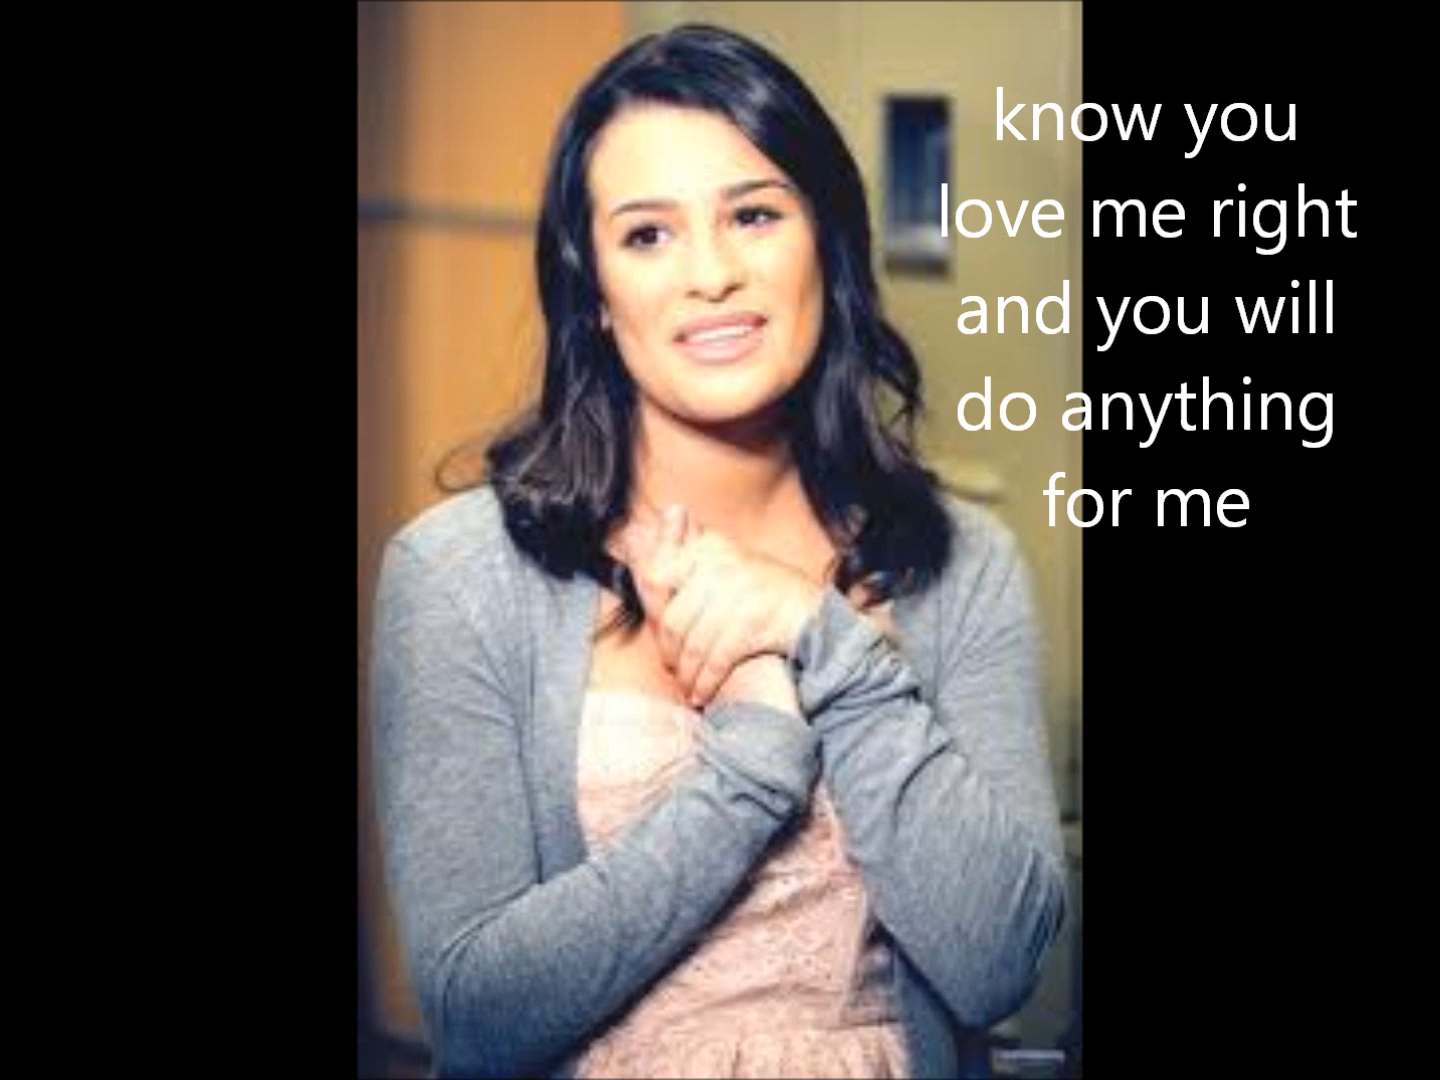 know you
love me right
and you will
do anything
for me